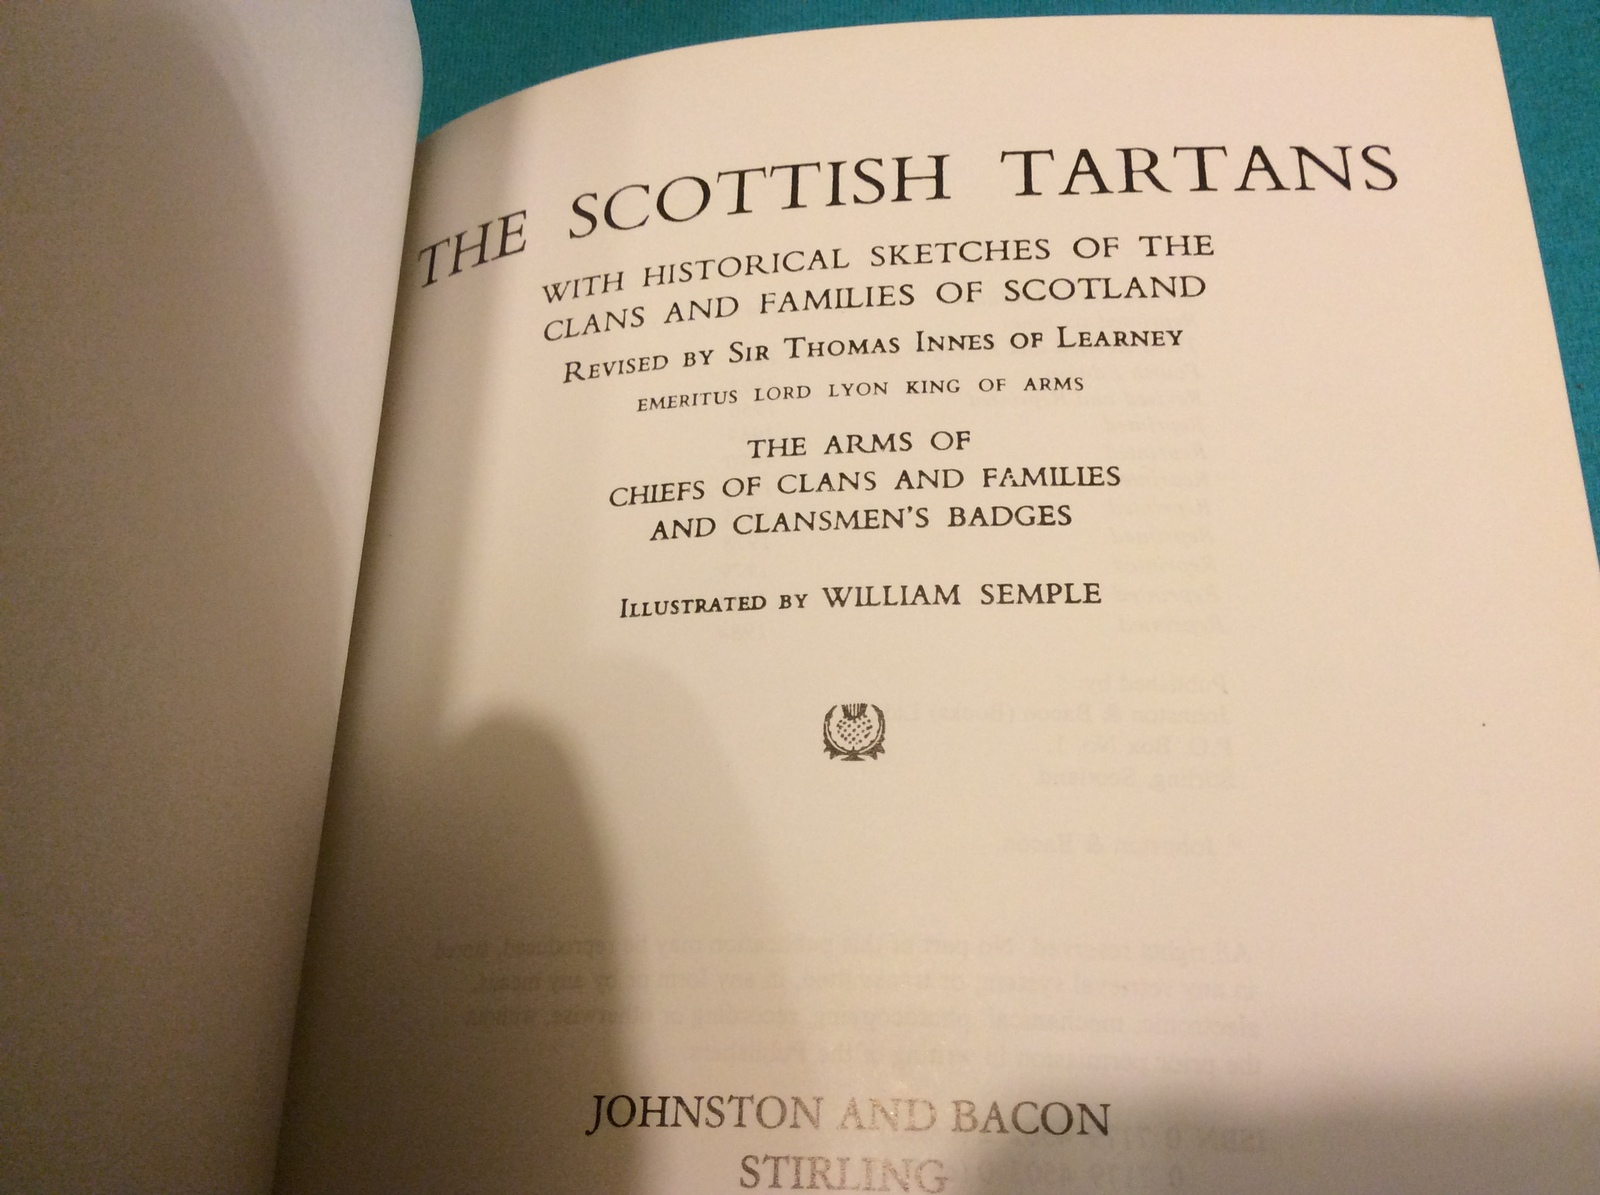 THE SCOTTISH TARTANS
WITH HISTORICAL SKETCHES OF THE
CLANS AND FAMILIES OF SCOTLAND
REVISED BY SIR THOMAS INNES OF LEARNEY
EMERITUS LORD LYON KING OF ARMS
THE ARMS OF
CHIEFS OF CLANS AND FAMILIES
AND CLANSMEN'S BADGES
ILLUSTRATED BY WILLIAM SEMPLE
JOHNSTON AND BACON
STIRLING